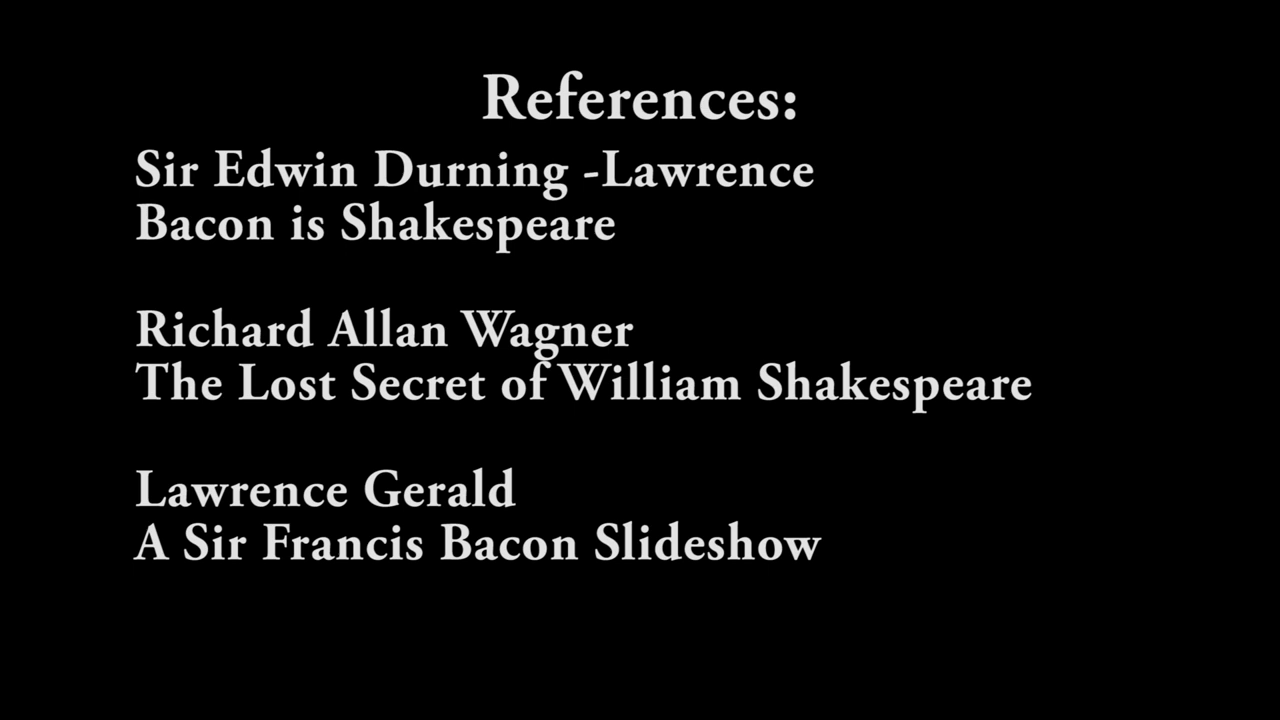 References:
Sir Edwin Durning -Lawrence
Bacon is Shakespeare
Richard Allan Wagner
The Lost Secret of William Shakespeare
Lawrence Gerald
A Sir Francis Bacon Slideshow